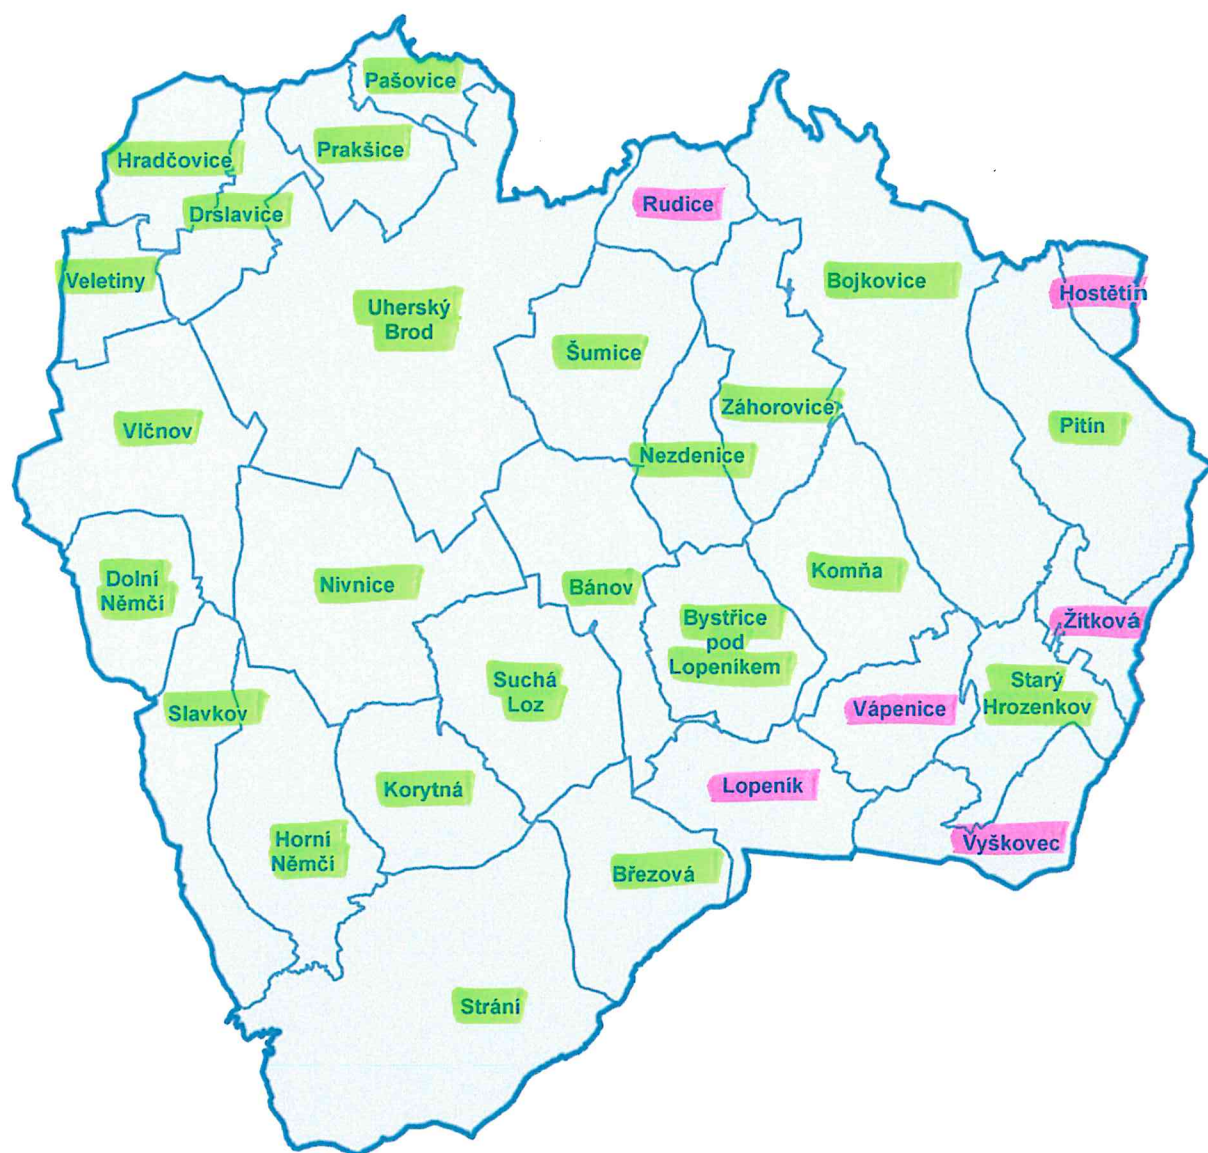 Pašovice
Hradčovice
Prakšice
Drslavice
Rudice
Veletiny
Uherský
Brod
Bojkovice
Hostětín
Šumice
Záhorovice
Pitín
Vlčnov
Nezdenice
Dolní
Němčí
Nivnice
Bánov
Komňa
Bystřice
pod
Lopeníkem
Žítková
Suchá
Loz
Starý
Hrozenkov
Slavkov
Vápenice
Korytná
Lopeník
Horní
Němčí
Vyškovec
Březová
Strání